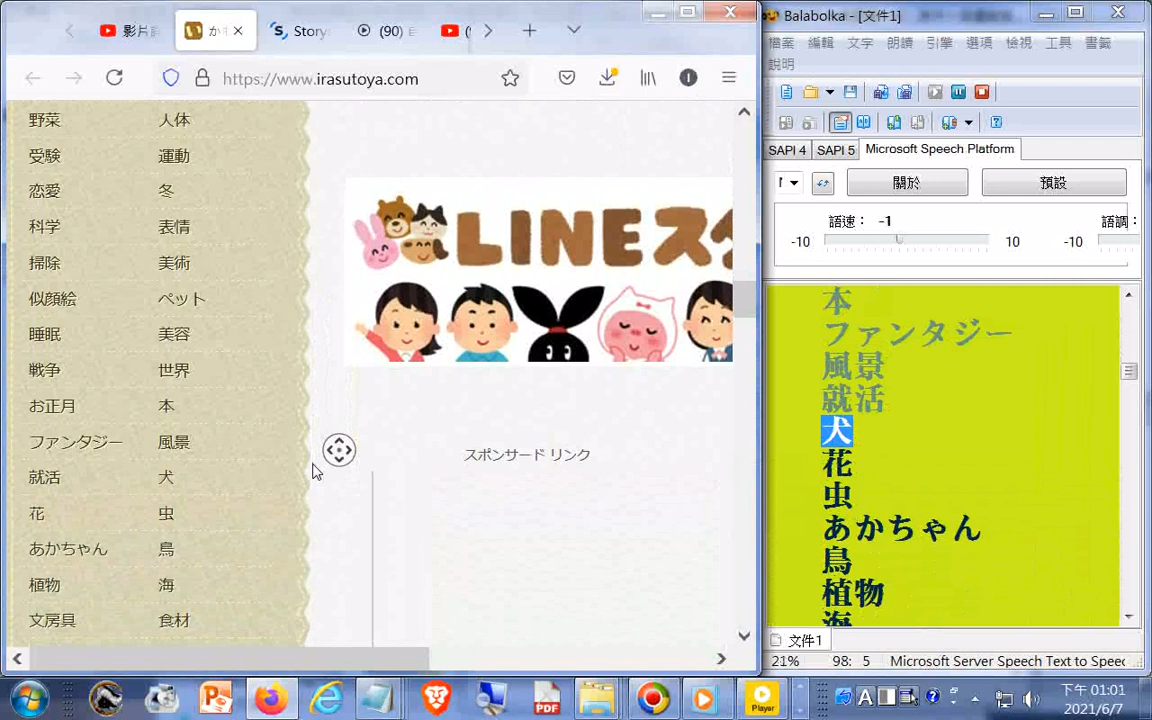 影片
か
Story
(90)
https://www.irasutoya.com
野菜 人体
受験 運動
恋愛 冬
科学 表情
掃除 美術
似顔絵 ペット
睡眠 美容
戦争 世界
お正月 本
ファンタジー 風景
就活 犬
花 虫
あかちゃん 鳥
植物 海
文房具 食材
LINEスタ
スポンサード リンク
Balabolka - [文件1]
檔案 編輯 文字 朗讀 引擎 選項 檢視 工具 書籤
說明
SAPI 4 SAPI 5 Microsoft Speech Platform
關於 預設
語速： -1 語調：
-10 10 -10
本
ファンタジー
風景
就活
犬
花
虫
あかちゃん
鳥
植物
海
文件1
21% 98: 5 Microsoft Server Speech Text to Speec
PDF
Player
A
下午 01:01
2021/6/7